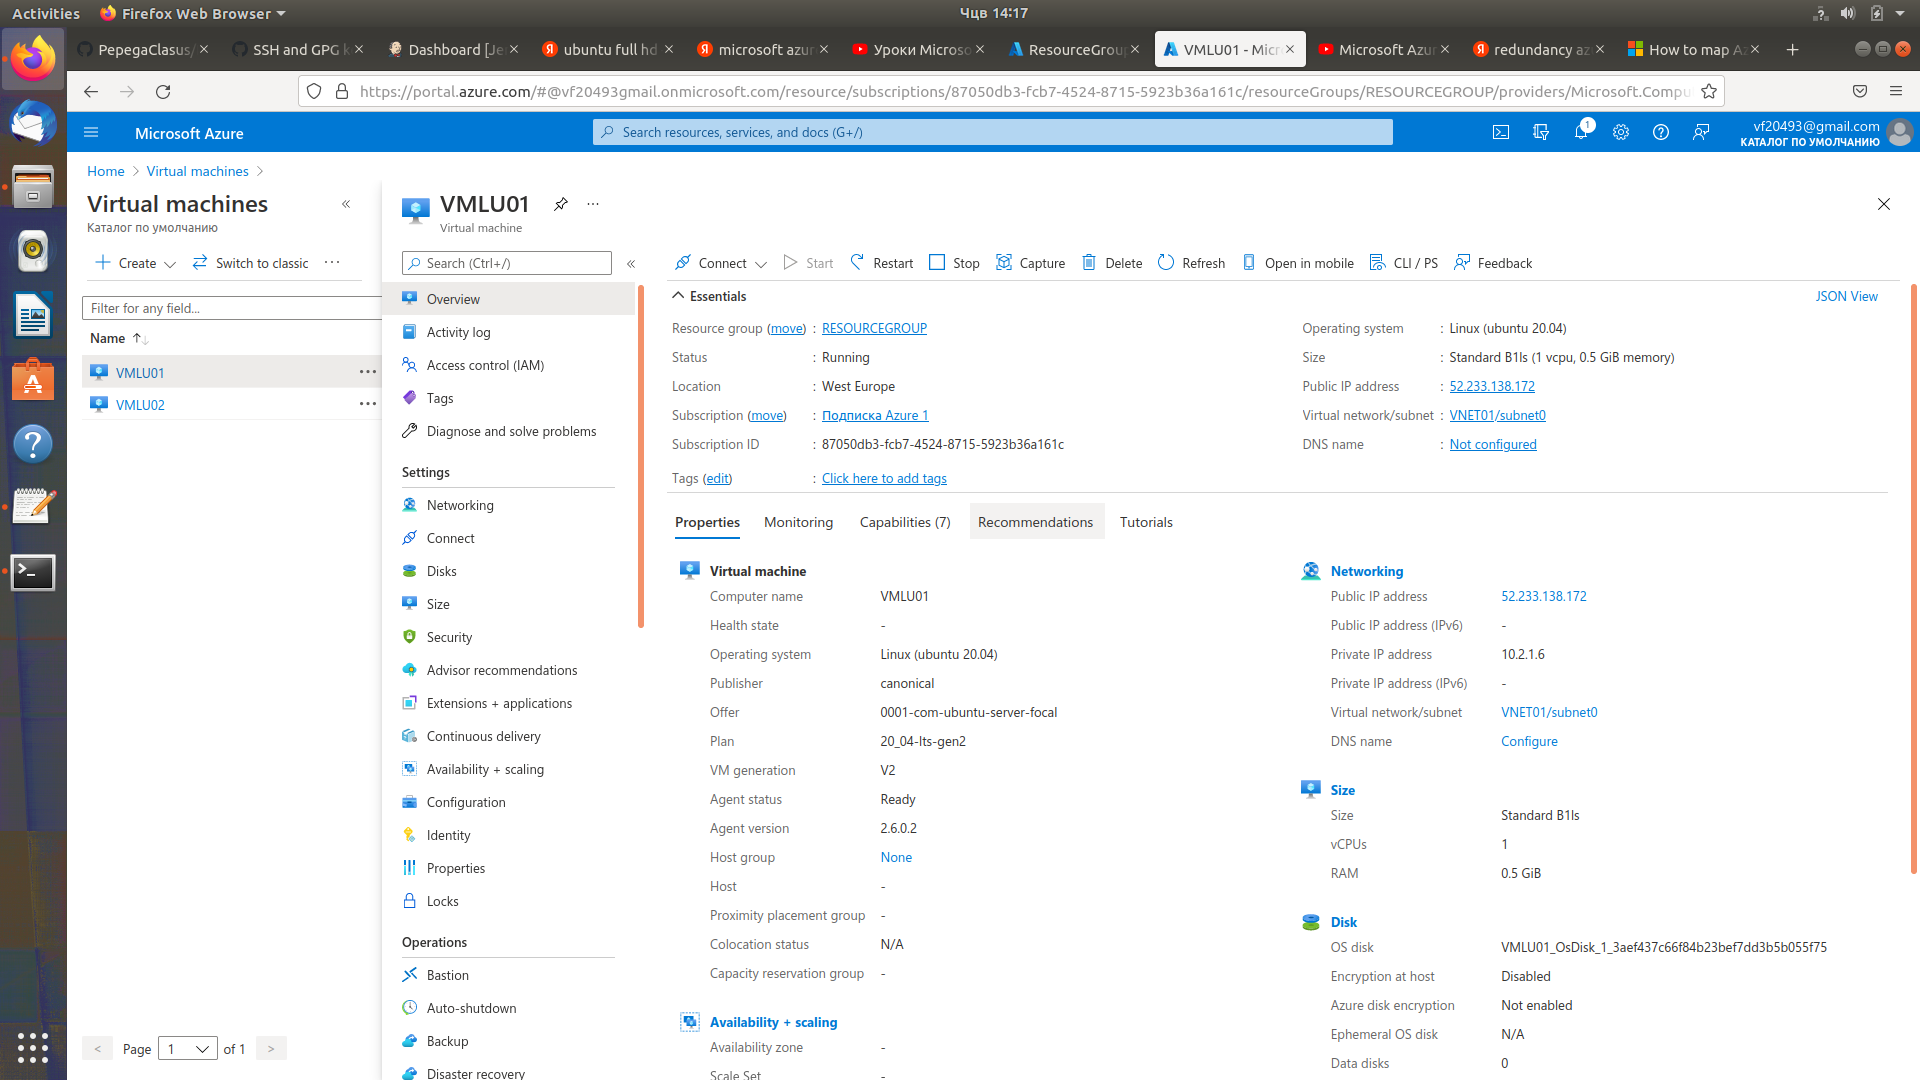 Activities
Firefox Web Browser
Чцв 14:17
PepegaClasus/
SSH and GPG k
Dashboard [Je
ubuntu full hd
microsoft azur
Уроки Microso
ResourceGroup
VMLU01 - Micr
Microsoft Azur
redundancy az
How to map Az
https://portal.azure.com/#@vf20493gmail.onmicrosoft.com/resource/subscriptions/87050db3-fcb7-4524-8715-5923b36a161c/resourceGroups/RESOURCEGROUP/providers/Microsoft.Compu
Microsoft Azure
Search resources, services, and docs (G+/)
1
vf20493@gmail.com
КАТАЛОГ ПО УМОЛЧАНИЮ
Home
Virtual machines
Virtual machines
Каталог по умолчанию
Create
Switch to classic
Filter for any field...
Name
VMLU01
VMLU02
Page 1 of 1
VMLU01
Virtual machine
Search (Ctrl+/)
Overview
Activity log
Access control (IAM)
Tags
Diagnose and solve problems
Settings
Networking
Connect
Disks
Size
Security
Advisor recommendations
Extensions + applications
Continuous delivery
Availability + scaling
Configuration
Identity
Properties
Locks
Operations
Bastion
Auto-shutdown
Backup
Disaster recovery
Connect
Start
Restart
Stop
Capture
Delete
Refresh
Open in mobile
CLI / PS
Feedback
Essentials
JSON View
Resource group (move) : RESOURCEGROUP
Status : Running
Location : West Europe
Subscription (move) : Подписка Azure 1
Subscription ID : 87050db3-fcb7-4524-8715-5923b36a161c
Tags (edit) : Click here to add tags
Operating system : Linux (ubuntu 20.04)
Size : Standard B1ls (1 vcpu, 0.5 GiB memory)
Public IP address : 52.233.138.172
Virtual network/subnet : VNET01/subnet0
DNS name : Not configured
Properties
Monitoring
Capabilities (7)
Recommendations
Tutorials
Virtual machine
Computer name VMLU01
Health state -
Operating system Linux (ubuntu 20.04)
Publisher canonical
Offer 0001-com-ubuntu-server-focal
Plan 20_04-lts-gen2
VM generation V2
Agent status Ready
Agent version 2.6.0.2
Host group None
Host -
Proximity placement group -
Colocation status N/A
Capacity reservation group -
Availability + scaling
Availability zone -
Scale Set -
Networking
Public IP address 52.233.138.172
Public IP address (IPv6) -
Private IP address 10.2.1.6
Private IP address (IPv6) -
Virtual network/subnet VNET01/subnet0
DNS name Configure
Size
Size Standard B1ls
vCPUs 1
RAM 0.5 GiB
Disk
OS disk VMLU01_OsDisk_1_3aef437c66f84b23bef7dd3b5b055f75
Encryption at host Disabled
Azure disk encryption Not enabled
Ephemeral OS disk N/A
Data disks 0